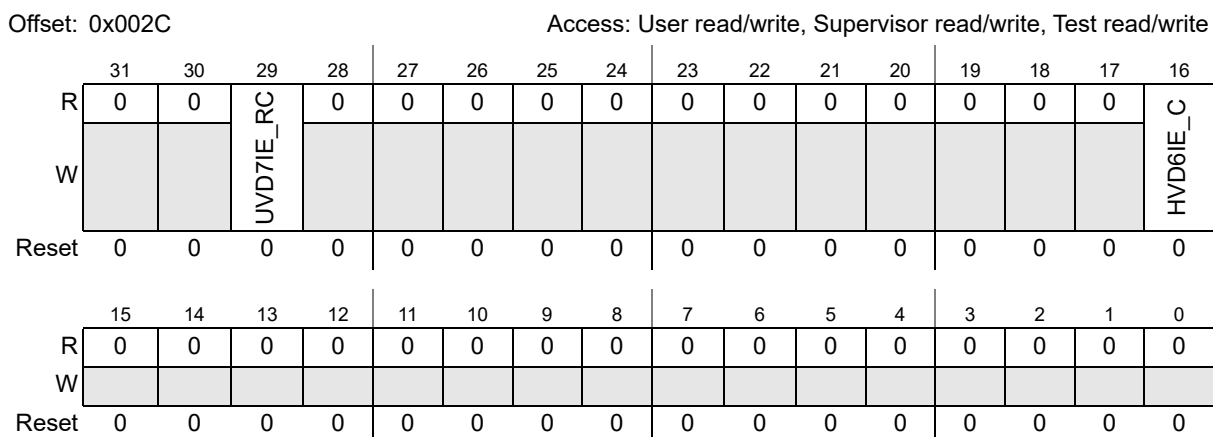 Offset: 0x002C Access: User read/write, Supervisor read/write, Test read/write
31 30 29 28 27 26 25 24 23 22 21 20 19 18 17 16
R 0 0 UVD7IE_RC 0 0 0 0 0 0 0 0 0 0 0 0 HVD6IE_C
W
Reset 0 0 0 0 0 0 0 0 0 0 0 0 0 0 0 0
15 14 13 12 11 10 9 8 7 6 5 4 3 2 1 0
R 0 0 0 0 0 0 0 0 0 0 0 0 0 0 0 0
W
Reset 0 0 0 0 0 0 0 0 0 0 0 0 0 0 0 0